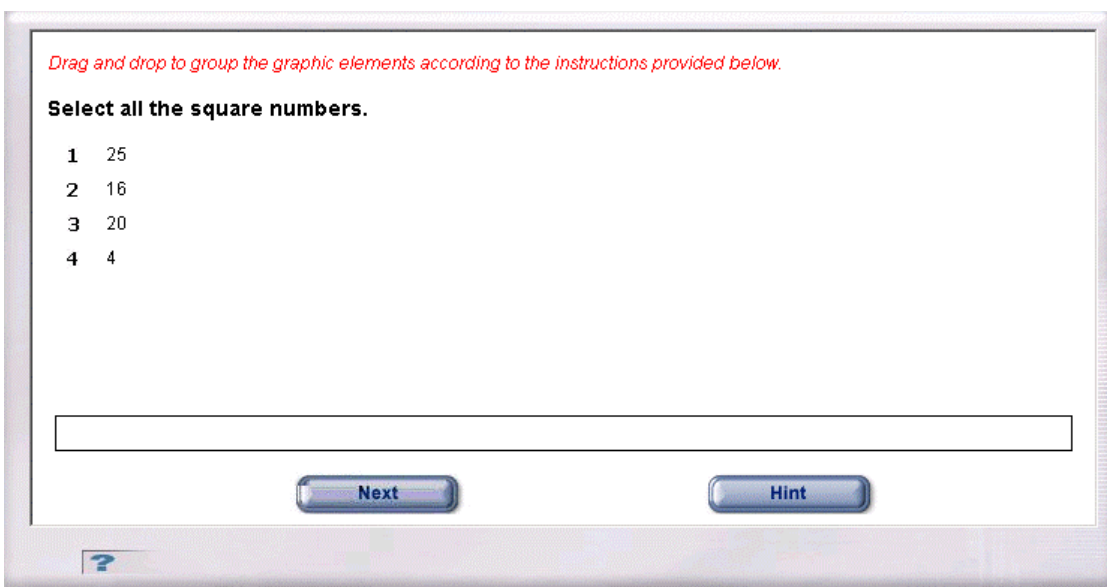 Drag and drop to group the graphic elements according to the instructions provided below.
Select all the square numbers.
1 25
2 16
3 20
4 4
Next Hint
?